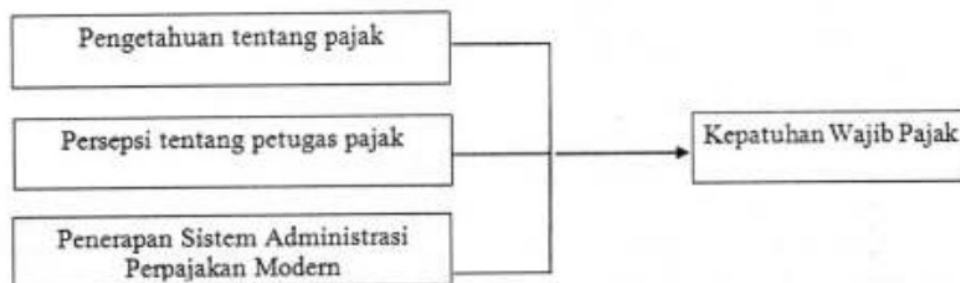 Pengetahuan tentang pajak
Persepsi tentang petugas pajak
Kepatuhan Wajib Pajak
Penerapan Sistem Administrasi
Perpajakan Modern